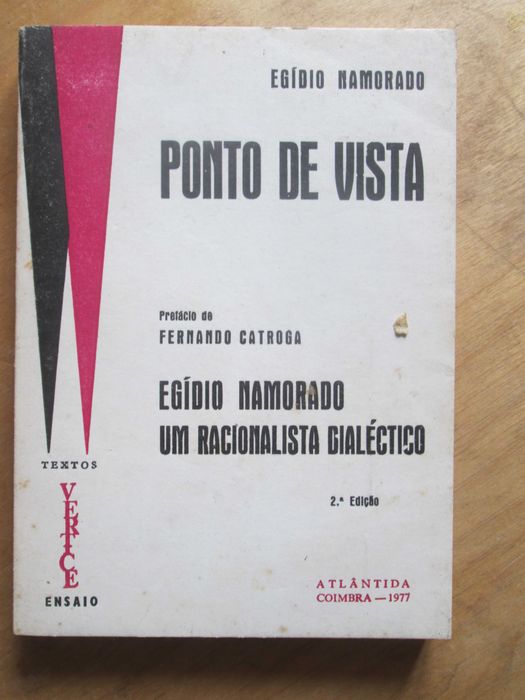 EGÍDIO NAMORADO
PONTO DE VISTA
Prefácio de
FERNANDO CATROGA
EGÍDIO NAMORADO
UM RACIONALISTA DIALÉCTICO
2.ª Edição
TEXTOS
VERTICE
ENSAIO
ATLÂNTIDA
COIMBRA — 1977